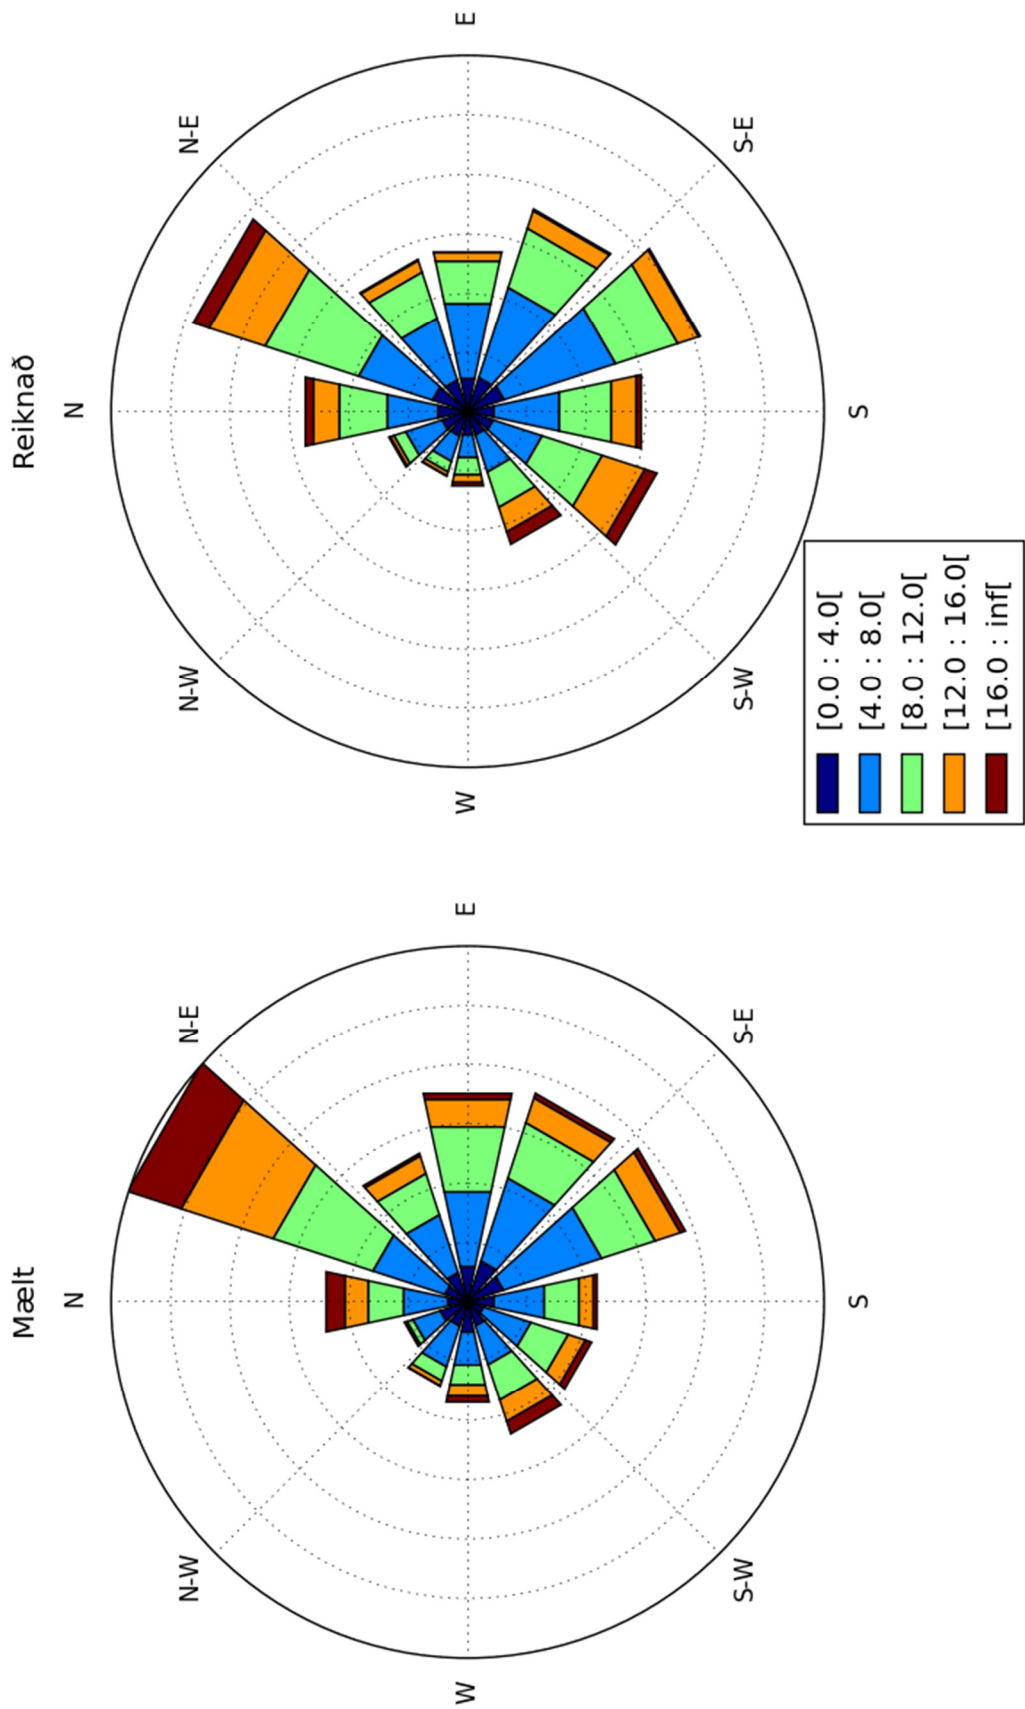 Mælt
N
N-W
N-E
W
E
S-W
S-E
S
Reiknað
N
N-W
N-E
W
E
S-W
S-E
S
[0.0 : 4.0[
[4.0 : 8.0[
[8.0 : 12.0[
[12.0 : 16.0[
[16.0 : inf[